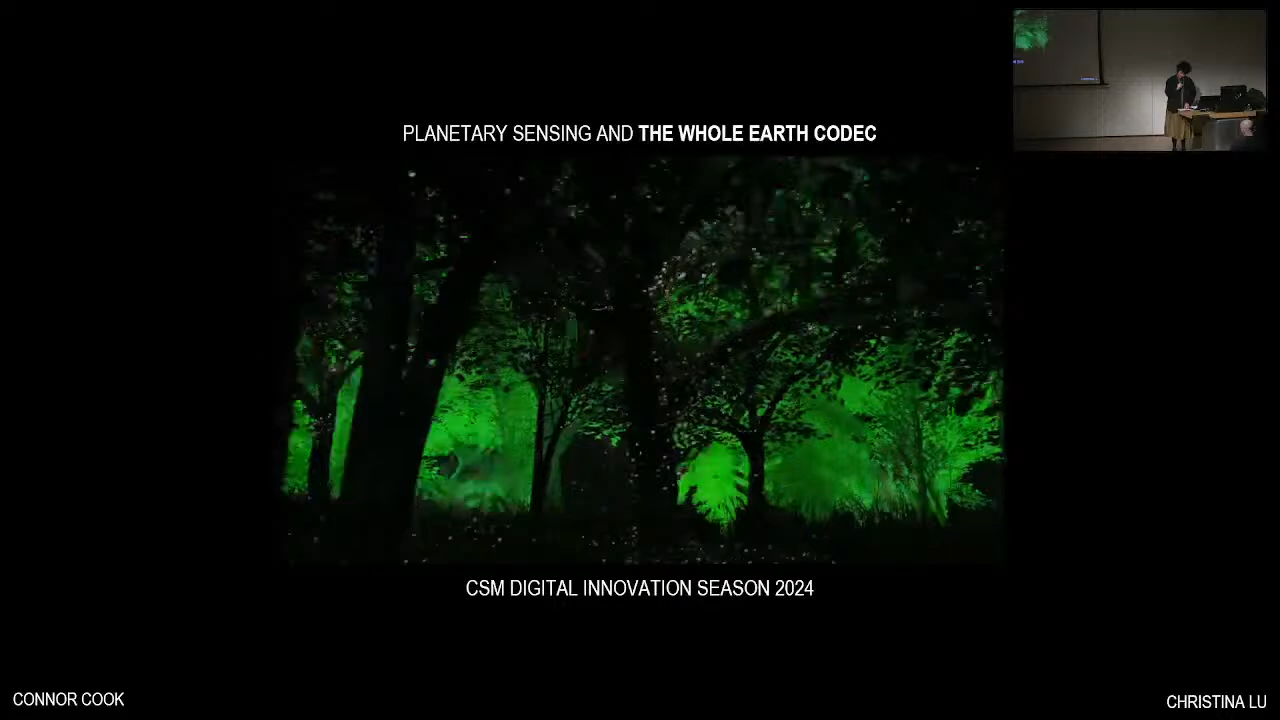 PLANETARY SENSING AND THE WHOLE EARTH CODEC
CSM DIGITAL INNOVATION SEASON 2024
CONNOR COOK
CHRISTINA LU